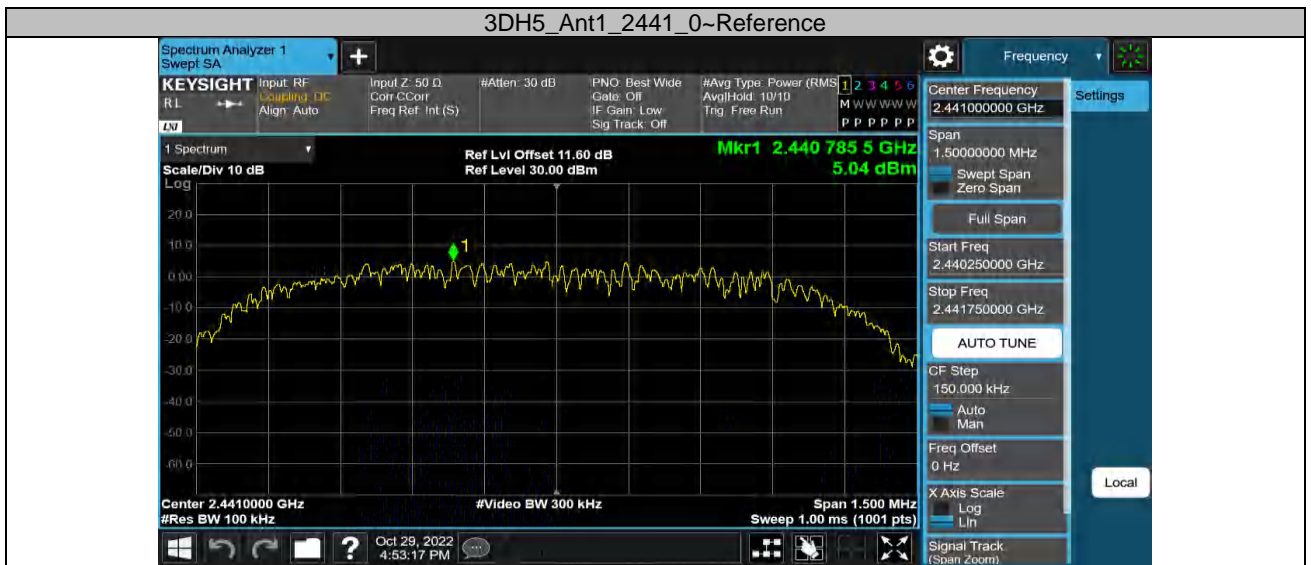 3DH5_Ant1_2441_0~Reference
Spectrum Analyzer 1
Swept SA
+
Frequency
KEYSIGHT
RL
LXI
Input: RF
Coupling: DC
Align: Auto
Input Z: 50 Ω
Corr CCorr
Freq Ref: Int (S)
#Atten: 30 dB
PNO: Best Wide
Gate: Off
IF Gain: Low
Sig Track: Off
#Avg Type: Power (RMS
Avg|Hold: 10/10
Trig: Free Run
1 2 3 4 5 6
M W W W W W
P P P P P P
Center Frequency
2.441000000 GHz
Settings
1 Spectrum
Scale/Div 10 dB
Log
Ref Lvl Offset 11.60 dB
Ref Level 30.00 dBm
Mkr1 2.440 785 5 GHz
5.04 dBm
Span
1.50000000 MHz
Swept Span
Zero Span
Full Span
Start Freq
2.440250000 GHz
Stop Freq
2.441750000 GHz
AUTO TUNE
CF Step
150.000 kHz
Auto
Man
Freq Offset
0 Hz
X Axis Scale
Log
Lin
Signal Track
(Span Zoom)
Local
20.0
10.0
1
0.00
-10.0
-20.0
-30.0
-40.0
-50.0
-60.0
Center 2.4410000 GHz
#Res BW 100 kHz
#Video BW 300 kHz
Span 1.500 MHz
Sweep 1.00 ms (1001 pts)
?
Oct 29, 2022
4:53:17 PM